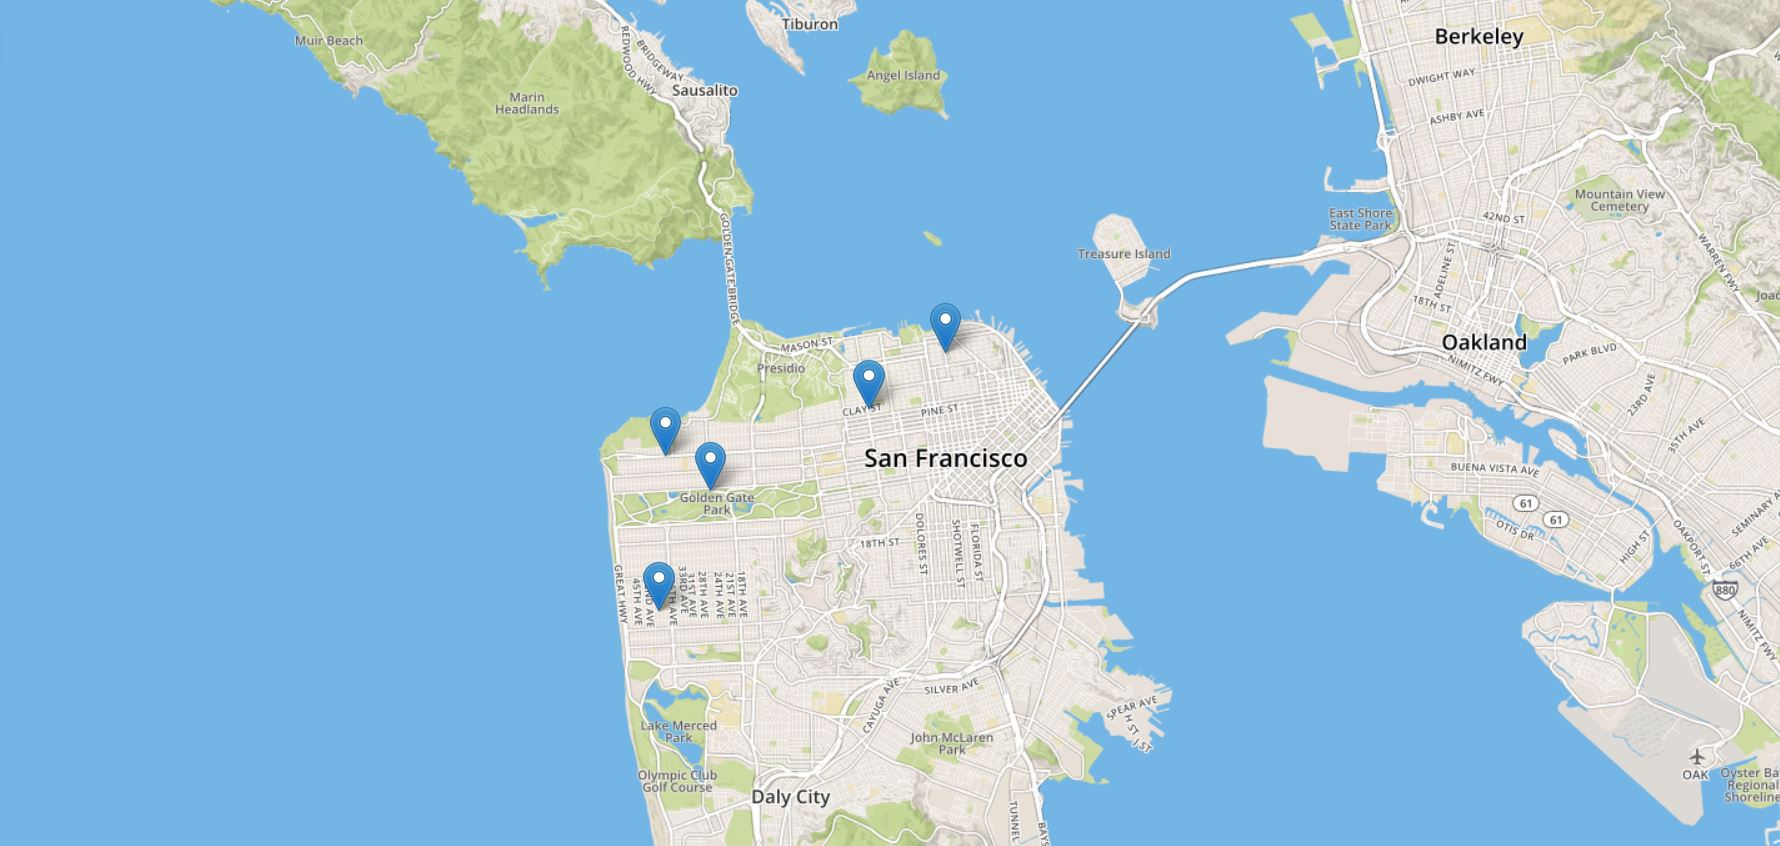 Tiburon
Muir Beach
REDWOOD HWY
BRIDGEWAY
Berkeley
Angel Island
DWIGHT WAY
Sausalito
Marin
Headlands
ASHBY AVE
Mountain View
Cemetery
East Shore
State Park
42ND ST
GOLDEN GATE BRIDGE
Treasure Island
WARREN FWY
ADELINE ST
18TH ST
Oakland
PARK BLVD
NIMITZ FWY
MASON ST
Presidio
23RD AVE
CLAY ST
PINE ST
35TH AVE
San Francisco
BUENA VISTA AVE
Golden Gate
Park
61
61
OTIS DR
HIGH ST
OAKPORT ST
SEMINARY
66TH AVE
DOLORES ST
SHOTWELL ST
FLORIDA ST
18TH ST
GREAT HWY
45TH AVE
33RD AVE
31ST AVE
28TH AVE
24TH AVE
21ST AVE
18TH AVE
880
NIMITZ FWY
SILVER AVE
CAYUGA AVE
SPEAR AVE
H ST
J ST
Lake Merced
Park
John McLaren
Park
Olympic Club
Golf Course
OAK
Oyster Ba
Regional
Shoreline
Daly City
TUNNEL
BAYS